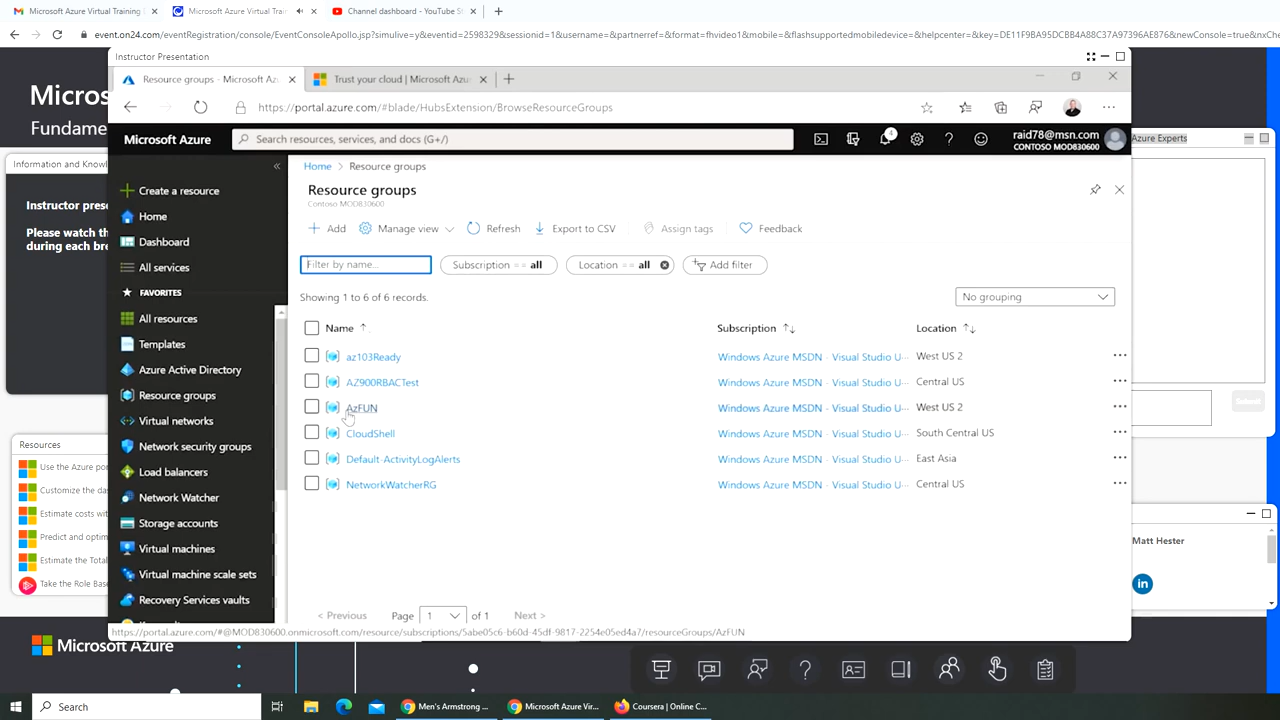 Microsoft Azure Virtual Training
Microsoft Azure Virtual Trai
Channel dashboard - YouTube St
event.on24.com/eventRegistration/console/EventConsoleApollo.jsp?simulive=y&eventid=2598329&sessionid=1&username=&partnerref=&format=fhvideo1&mobile=&flashsupportedmobiledevice=&helpcenter=&key=DE11F9BA95DCBB4A88C37A97396AE876&newConsole=true&nxChe
Micros
Fundame
Instructor Presentation
Resource groups - Microsoft Az
Trust your cloud | Microsoft Azu
https://portal.azure.com/#blade/HubsExtension/BrowseResourceGroups
Microsoft Azure
Search resources, services, and docs (G+/)
4
raid78@msn.com
CONTOSO MOD830600
Azure Experts
Information and Knowl
Instructor prese
Please watch th
during each bre
Create a resource
Home
Dashboard
All services
FAVORITES
All resources
Templates
Azure Active Directory
Resource groups
Virtual networks
Network security groups
Load balancers
Network Watcher
Storage accounts
Virtual machines
Virtual machine scale sets
Recovery Services vaults
Home > Resource groups
Resource groups
Contoso MOD830600
Add
Manage view
Refresh
Export to CSV
Assign tags
Feedback
Filter by name...
Subscription == all
Location == all
Add filter
Showing 1 to 6 of 6 records.
No grouping
Name Subscription Location
az103Ready Windows Azure MSDN - Visual Studio U... West US 2
AZ900RBACTest Windows Azure MSDN - Visual Studio U... Central US
AzFUN Windows Azure MSDN - Visual Studio U... West US 2
CloudShell Windows Azure MSDN - Visual Studio U... South Central US
Default-ActivityLogAlerts Windows Azure MSDN - Visual Studio U... East Asia
NetworkWatcherRG Windows Azure MSDN - Visual Studio U... Central US
< Previous Page 1 of 1 Next >
https://portal.azure.com/#@MOD830600.onmicrosoft.com/resource/subscriptions/5abe05c6-b60d-45df-9817-2254e05ed4a7/resourceGroups/AzFUN
Resources
Use the Azure po
Customize the da
Estimate costs wit
Predict and optim
Estimate the Total
Take the Role Base
Matt Hester
Microsoft Azure
Search
Men's Armstrong ...
Microsoft Azure Vir...
Coursera | Online C...